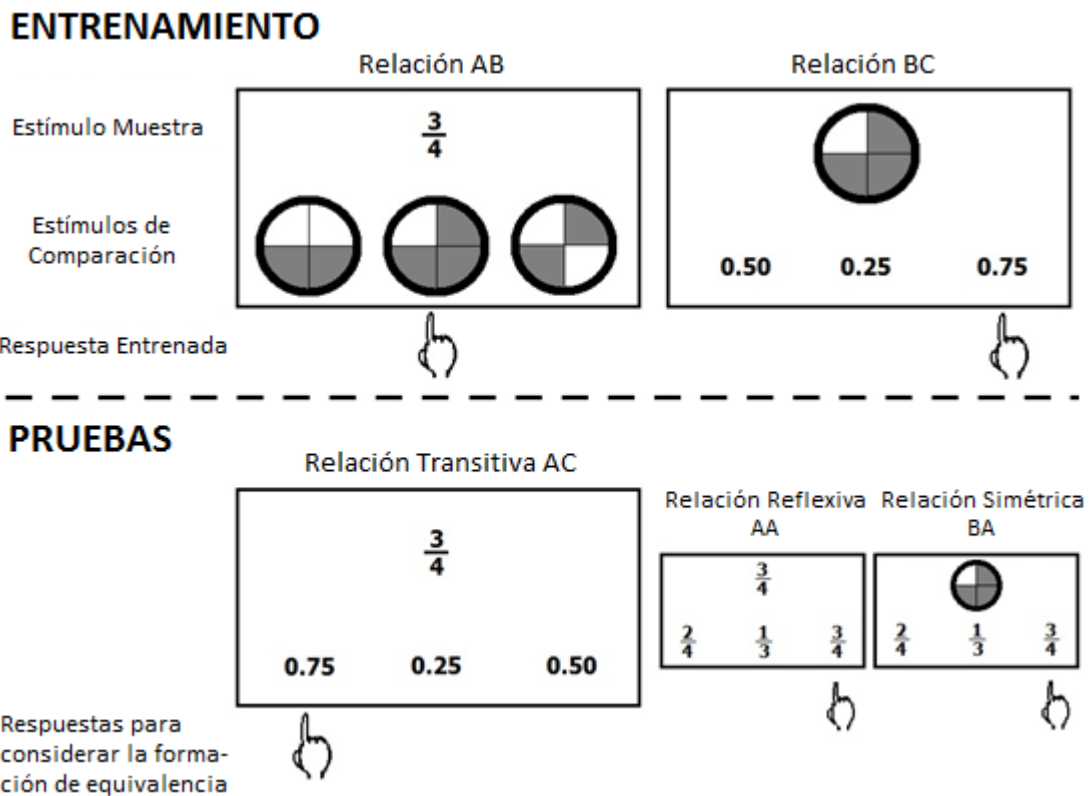 ENTRENAMIENTO
Relación AB
Relación BC
Estímulo Muestra
3
4
Estímulos de
Comparación
0.50 0.25 0.75
Respuesta Entrenada
PRUEBAS
Relación Transitiva AC
3
4
0.75 0.25 0.50
Relación Reflexiva
AA
3
4
2 1 3
4 3 4
Relación Simétrica
BA
2 1 3
4 3 4
Respuestas para
considerar la forma-
ción de equivalencia